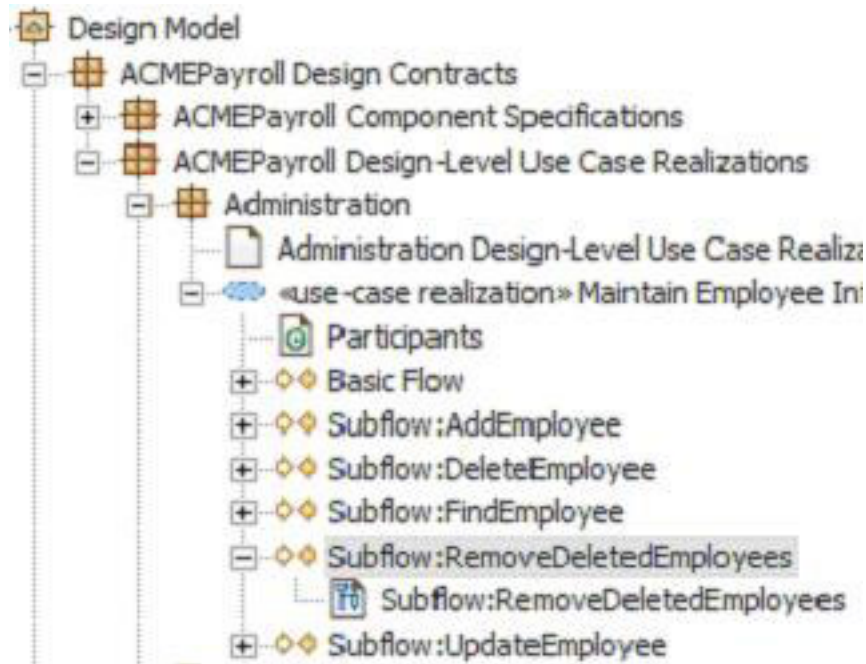 Design Model
ACMEPayroll Design Contracts
ACMEPayroll Component Specifications
ACMEPayroll Design-Level Use Case Realizations
Administration
Administration Design-Level Use Case Realiza
«use-case realization» Maintain Employee Inf
Participants
Basic Flow
Subflow:AddEmployee
Subflow:DeleteEmployee
Subflow:FindEmployee
Subflow:RemoveDeletedEmployees
Subflow:RemoveDeletedEmployees
Subflow:UpdateEmployee